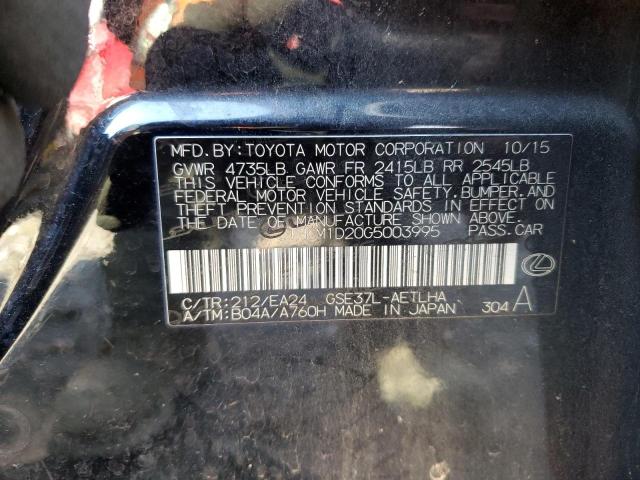 MFD.BY:TOYOTA MOTOR CORPORATION 10/15
GVWR 4735LB GAWR FR 2415LB RR 2545LB
THIS VEHICLE CONFORMS TO ALL APPLICABLE
FEDERAL MOTOR VEHICLE SAFETY,BUMPER,AND
THEFT PREVENTION STANDARDS IN EFFECT ON
THE DATE OF MANUFACTURE SHOWN ABOVE.
PASS.CAR
C/TR:212/EA24 GSE37L-AETLHA
A/TM:B04A/A760H MADE IN JAPAN 304 A